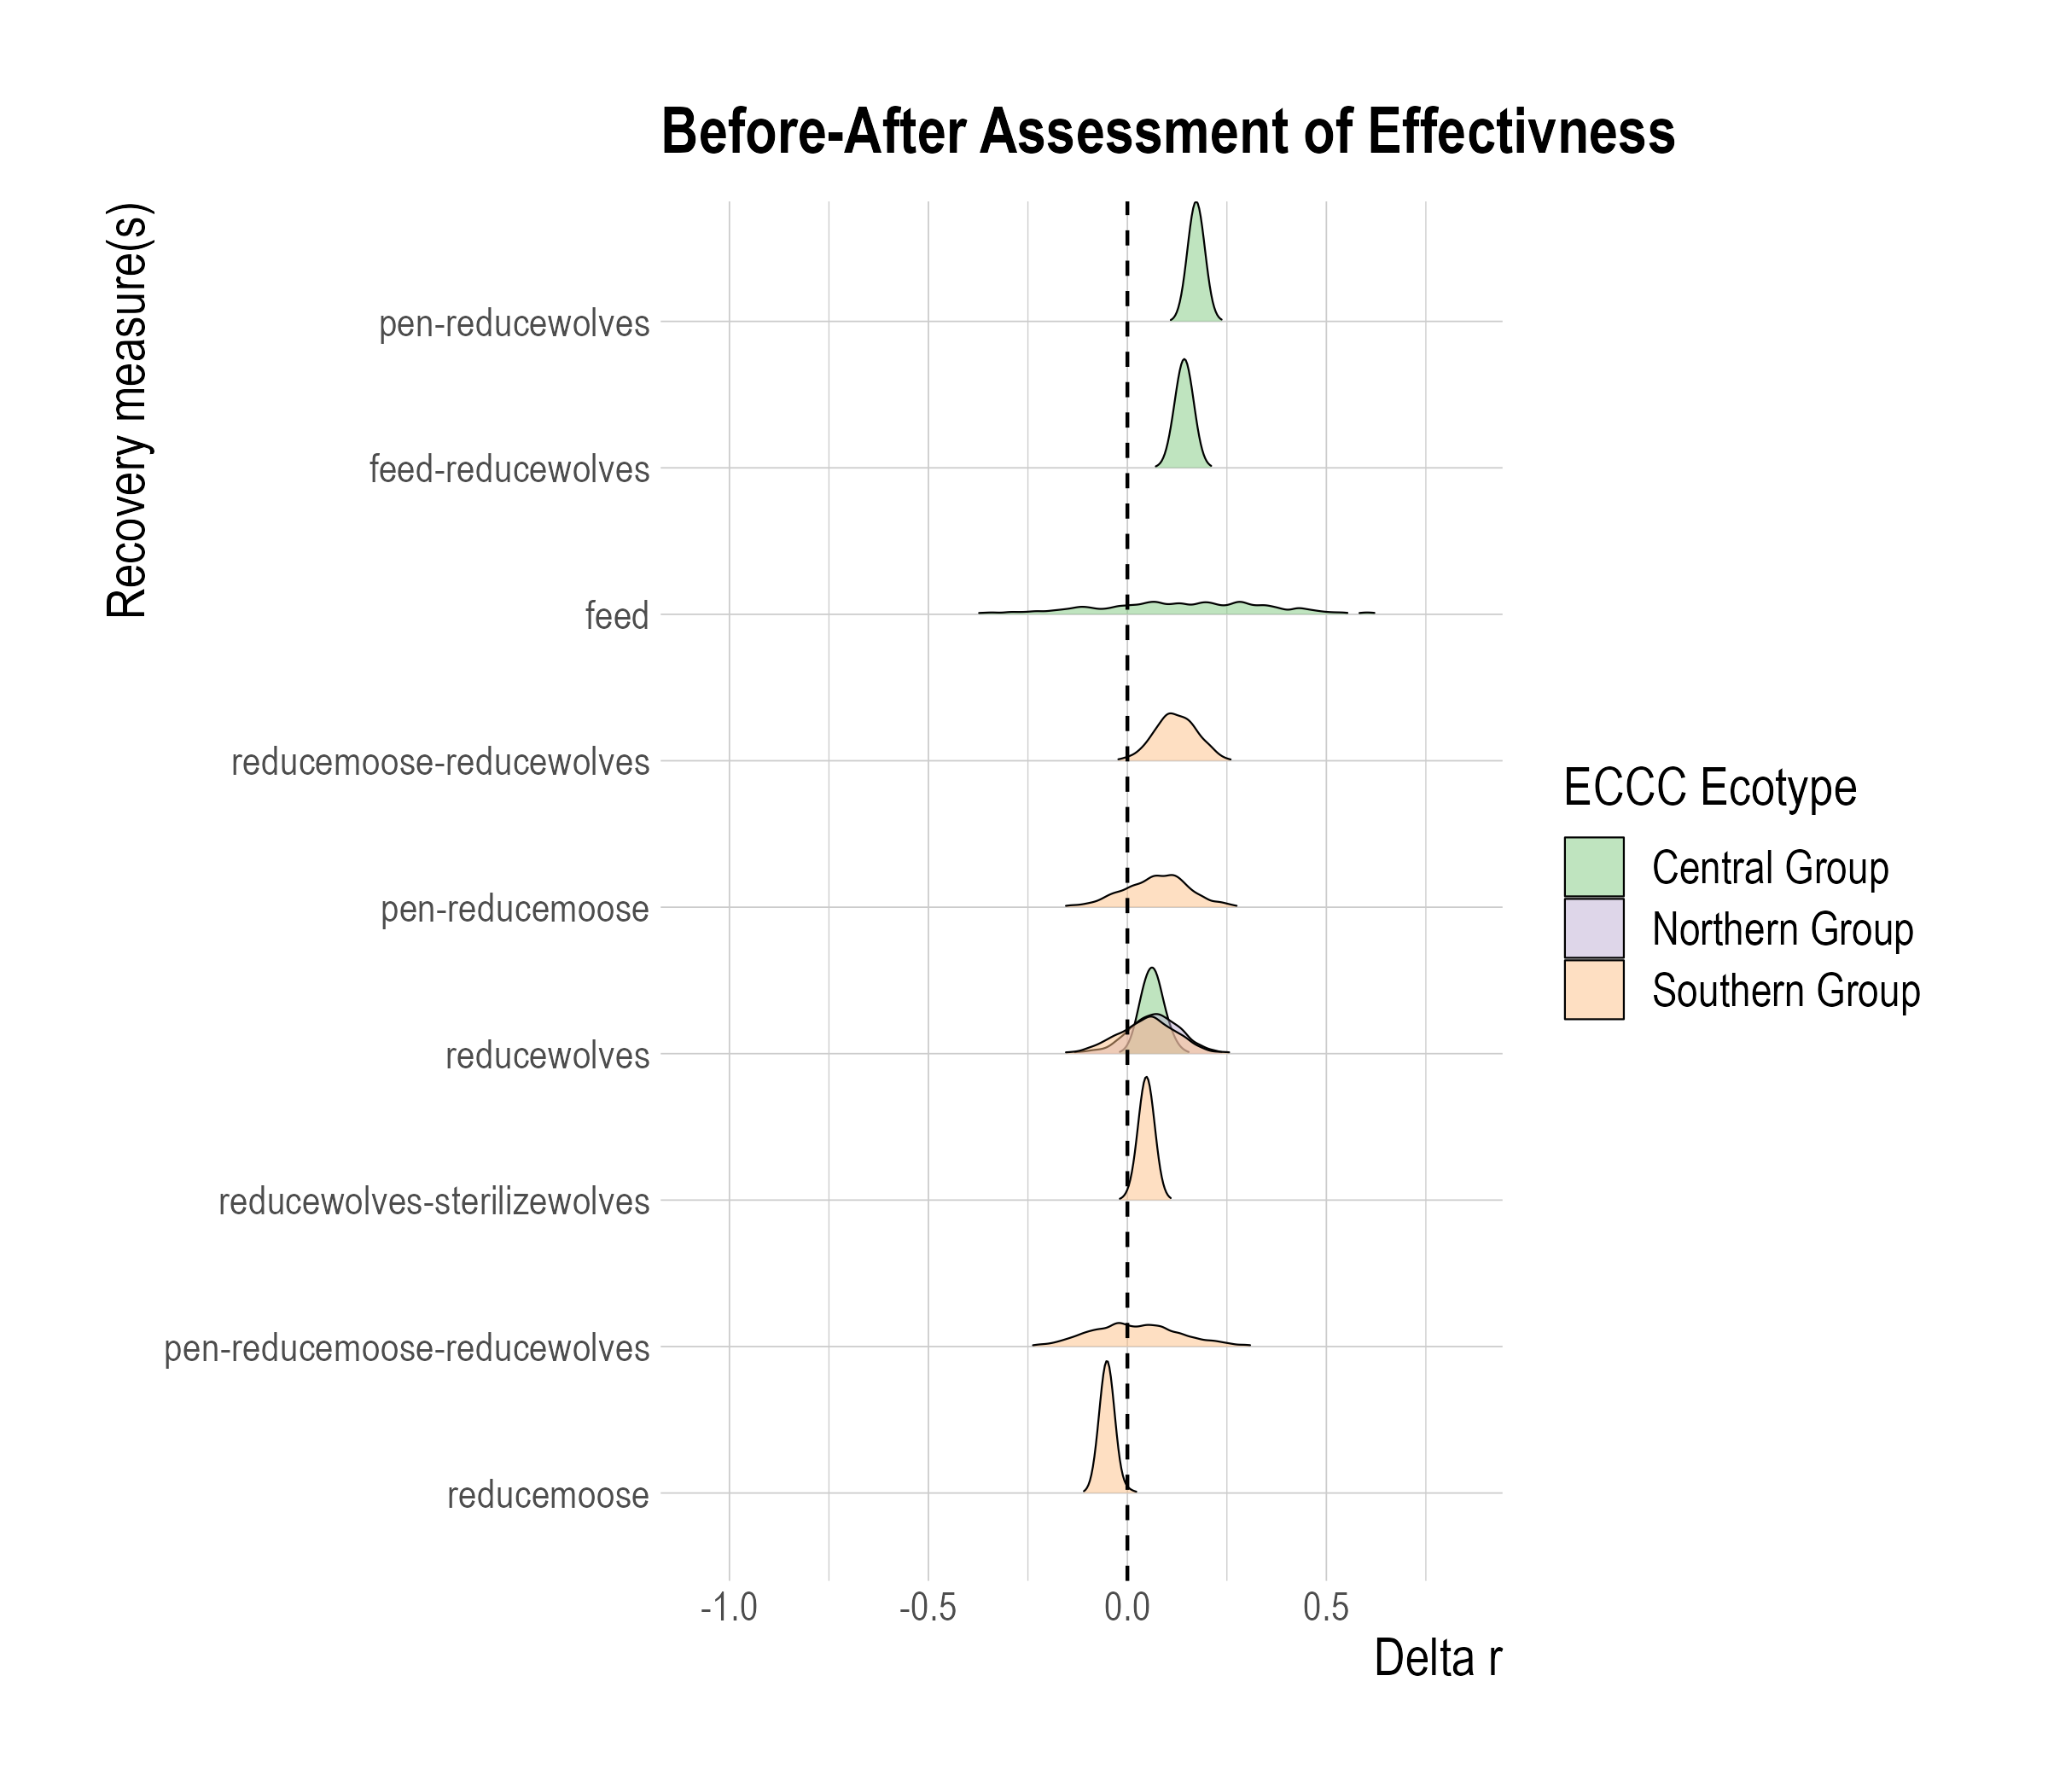 Before-After Assessment of Effectivness
Recovery measure(s)
pen-reducewolves
feed-reducewolves
feed
reducemoose-reducewolves
pen-reducemoose
reducewolves
reducewolves-sterilizewolves
pen-reducemoose-reducewolves
reducemoose
-1.0 -0.5 0.0 0.5
Delta r
ECCC Ecotype
Central Group
Northern Group
Southern Group